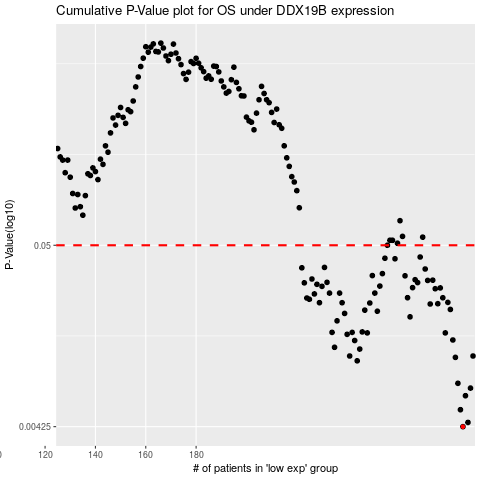 Cumulative P-Value plot for OS under DDX19B expression
P-Value(log10)
0.05
0.00425
0
120
140
160
180
# of patients in 'low exp' group